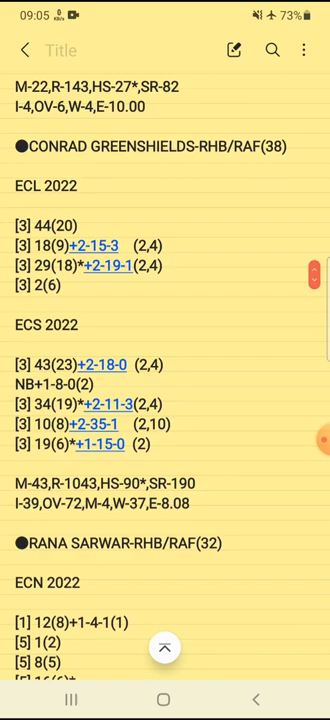 09:05
0
KB/s
73%
Title
M-22,R-143,HS-27*,SR-82
I-4,OV-6,W-4,E-10.00
●CONRAD GREENSHIELDS-RHB/RAF(38)
ECL 2022
[3] 44(20)
[3] 18(9)+2-15-3 (2,4)
[3] 29(18)*+2-19-1(2,4)
[3] 2(6)
ECS 2022
[3] 43(23)+2-18-0 (2,4)
NB+1-8-0(2)
[3] 34(19)*+2-11-3(2,4)
[3] 10(8)+2-35-1 (2,10)
[3] 19(6)*+1-15-0 (2)
M-43,R-1043,HS-90*,SR-190
I-39,OV-72,M-4,W-37,E-8.08
●RANA SARWAR-RHB/RAF(32)
ECN 2022
[1] 12(8)+1-4-1(1)
[5] 1(2)
[5] 8(5)